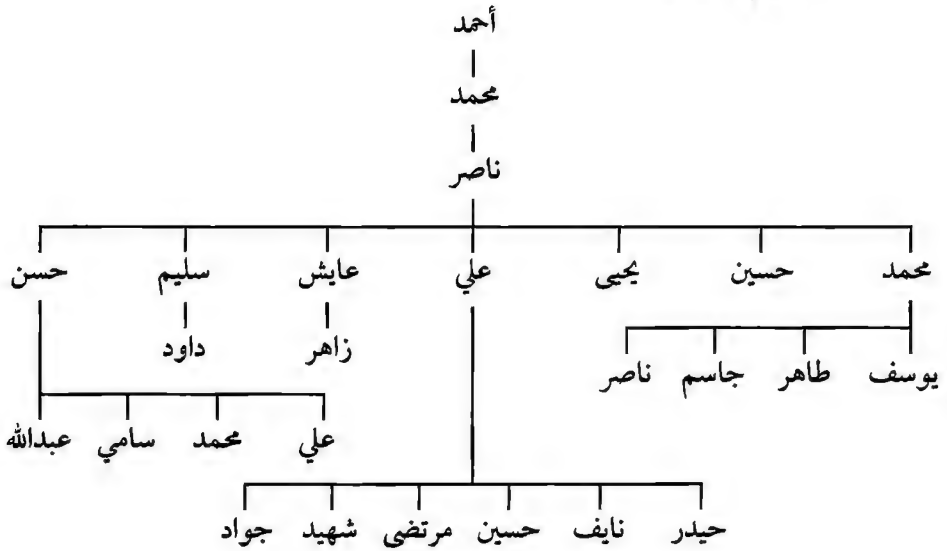 أحمد
محمد
ناصر
محمد حسين يحيى علي عايش سليم حسن
يوسف طاهر جاسم ناصر زاهر داود
علي محمد سامي عبدالله
حيدر نايف حسين مرتضى شهيد جواد